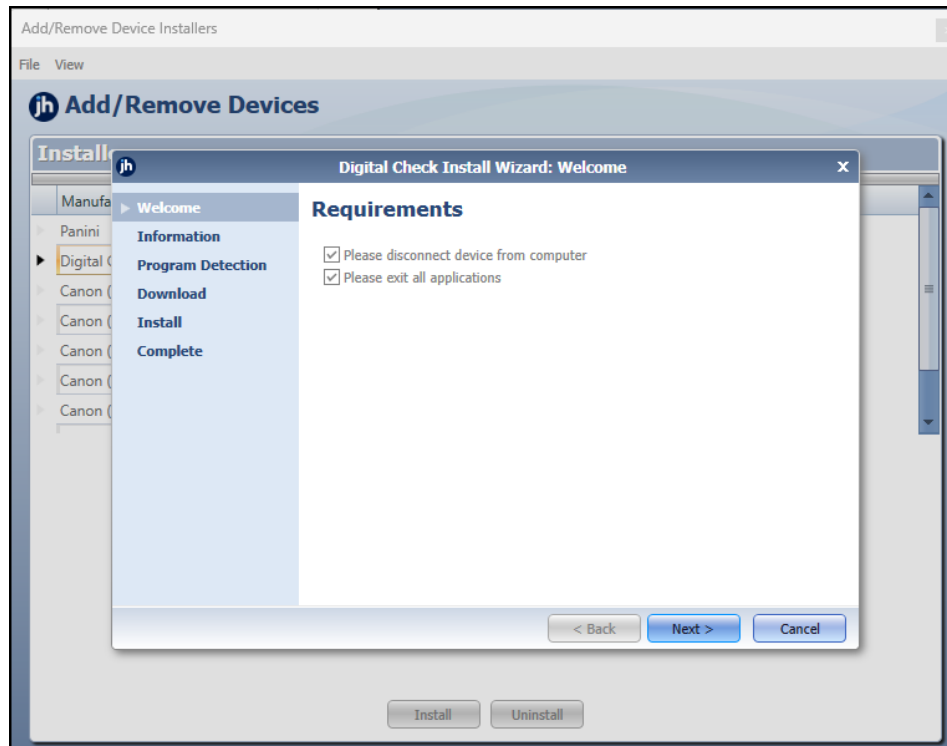 Add/Remove Device Installers
File View
jh Add/Remove Devices
Install
jh Digital Check Install Wizard: Welcome x
Manufa
Welcome
Information
Program Detection
Download
Install
Complete
Requirements
Please disconnect device from computer
Please exit all applications
Panini
Digital
Canon (
Canon (
Canon (
Canon (
Canon (
< Back Next > Cancel
Install Uninstall